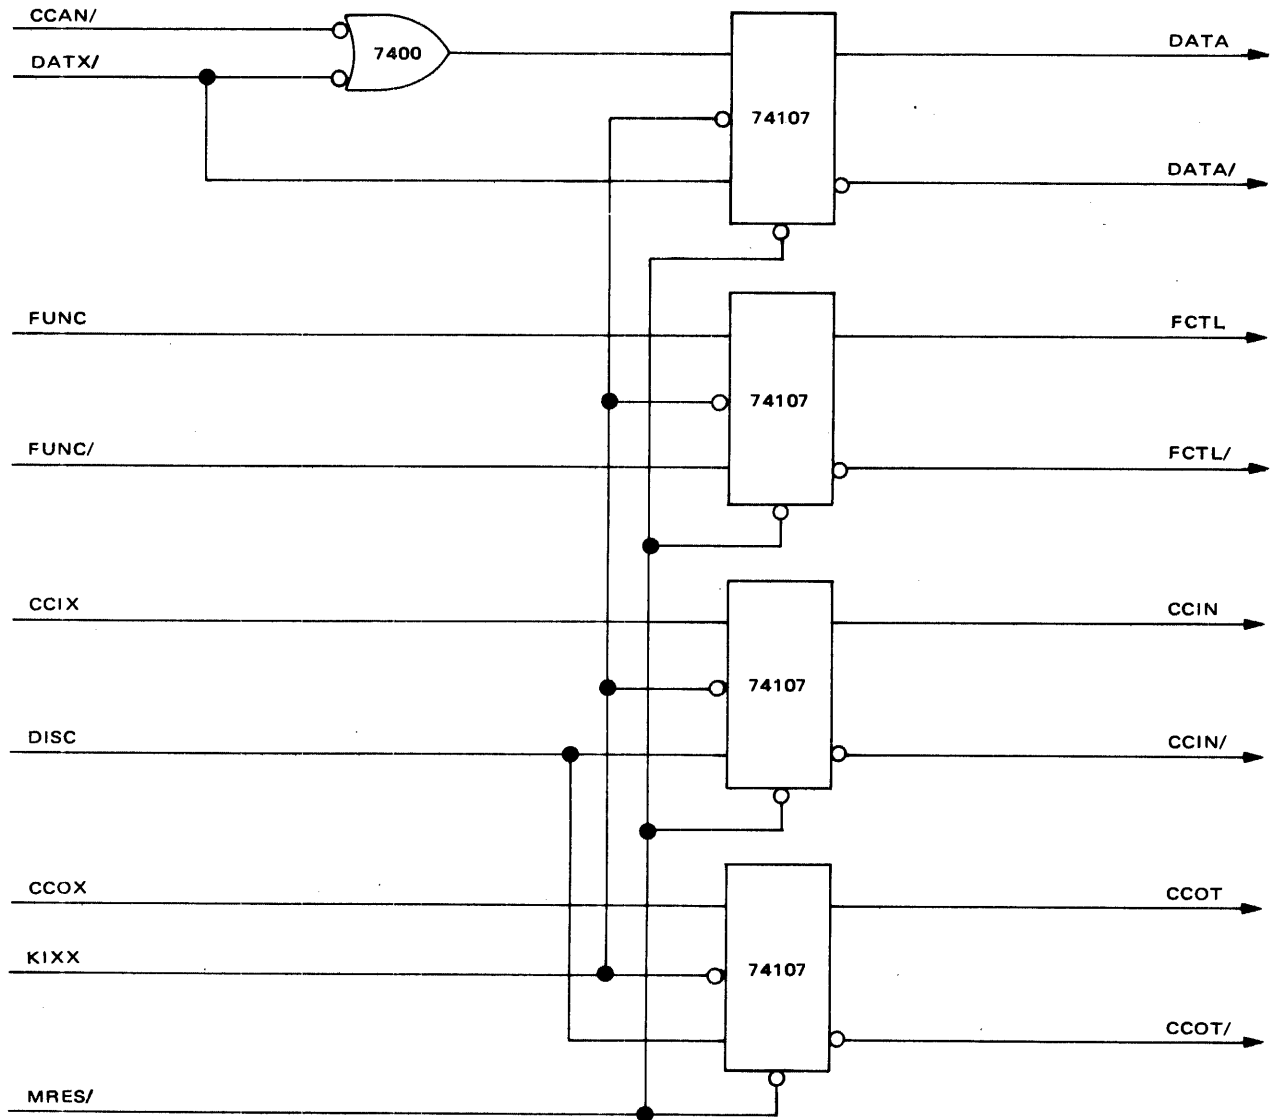 CCAN/
7400
DATX/
DATA
74107
DATA/
FUNC
FCTL
74107
FUNC/
FCTL/
CCIX
CCIN
74107
DISC
CCIN/
CCOX
CCOT
KIXX
74107
CCOT/
MRES/